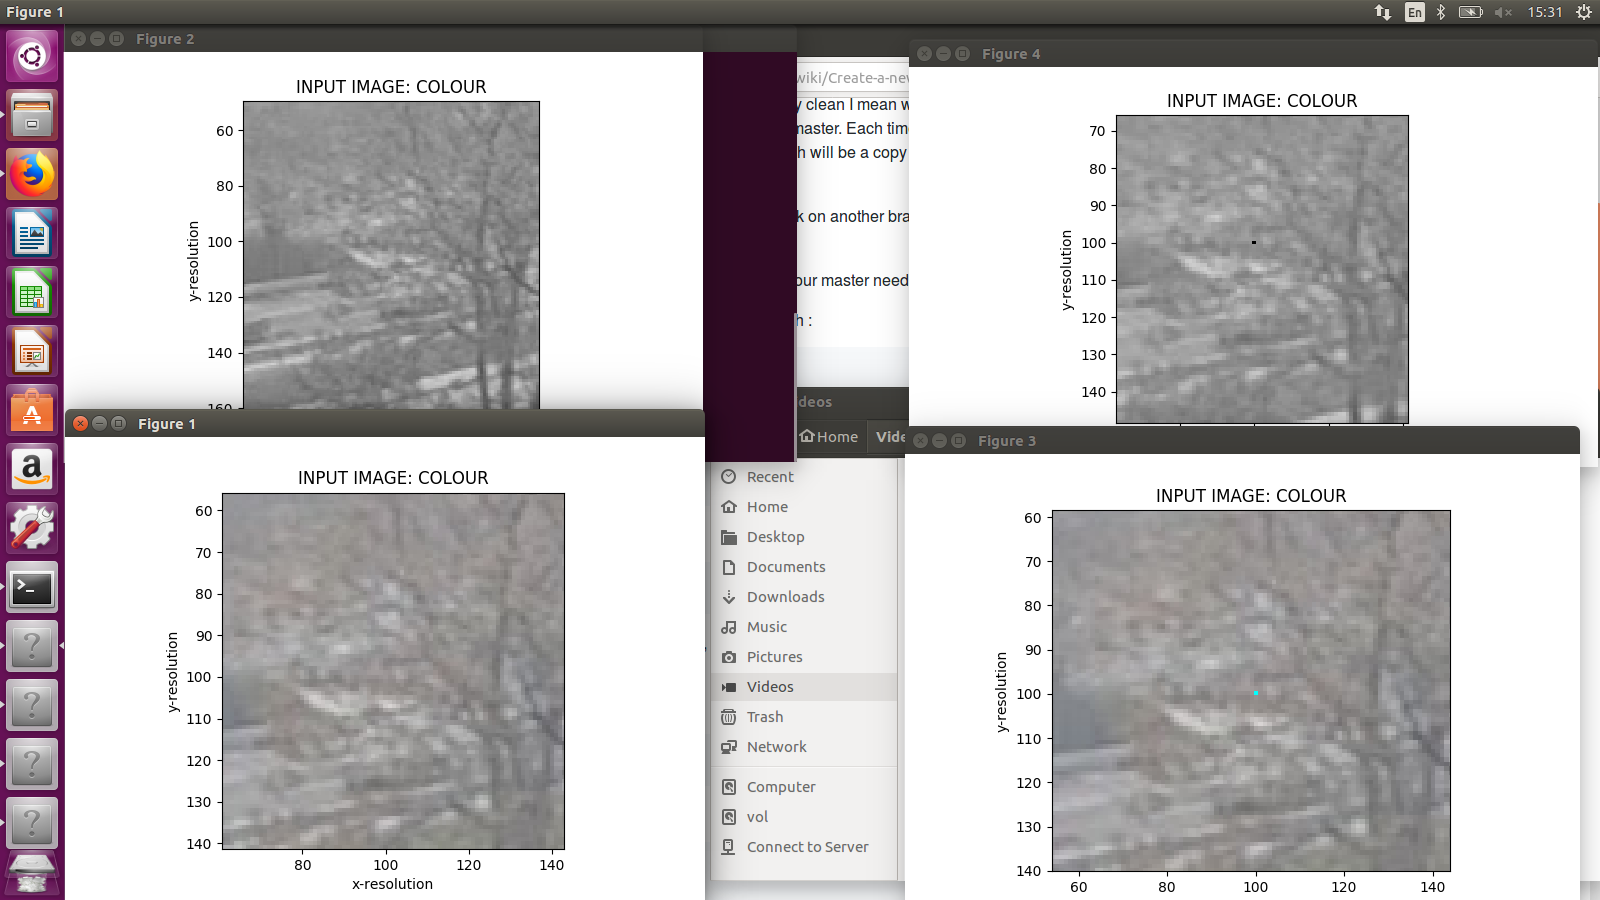 Figure 1
En
15:31
Figure 2
INPUT IMAGE: COLOUR
60
80
100
120
140
160
y-resolution
wiki/Create-a-new
y clean I mean w
master. Each time
h will be a copy
k on another bra
our master need
h :
Figure 4
INPUT IMAGE: COLOUR
70
80
90
100
110
120
130
140
y-resolution
Figure 1
INPUT IMAGE: COLOUR
60
70
80
90
100
110
120
130
140
y-resolution
80 100 120 140
x-resolution
deos
Home Vide
Recent
Home
Desktop
Documents
Downloads
Music
Pictures
Videos
Trash
Network
Computer
vol
Connect to Server
Figure 3
INPUT IMAGE: COLOUR
60
70
80
90
100
110
120
130
140
y-resolution
60 80 100 120 140